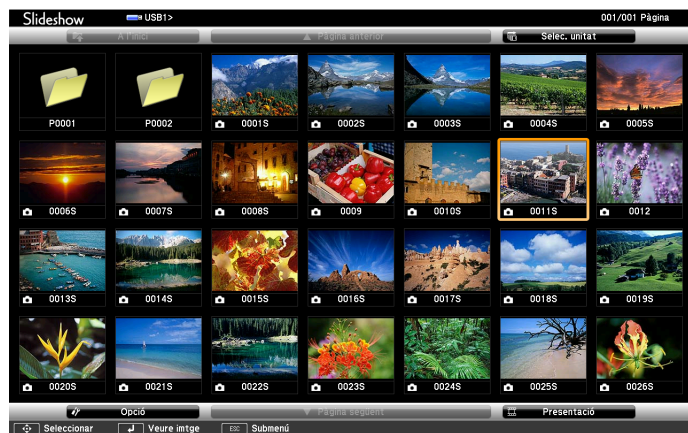 Slideshow USB1> 001/001 Pàgina
A l'inici Pàgina anterior Selec. unitat
P0001 P0002 0001S 0002S 0003S 0004S 0005S
0006S 0007S 0008S 0009 0010S 0011S 0012
0013S 0014S 0015S 0016S 0017S 0018S 0019S
0020S 0021S 0022S 0023S 0024S 0025S 0026S
Opció Pàgina següent Presentació
Seleccionar Veure imtge ESC Submenú